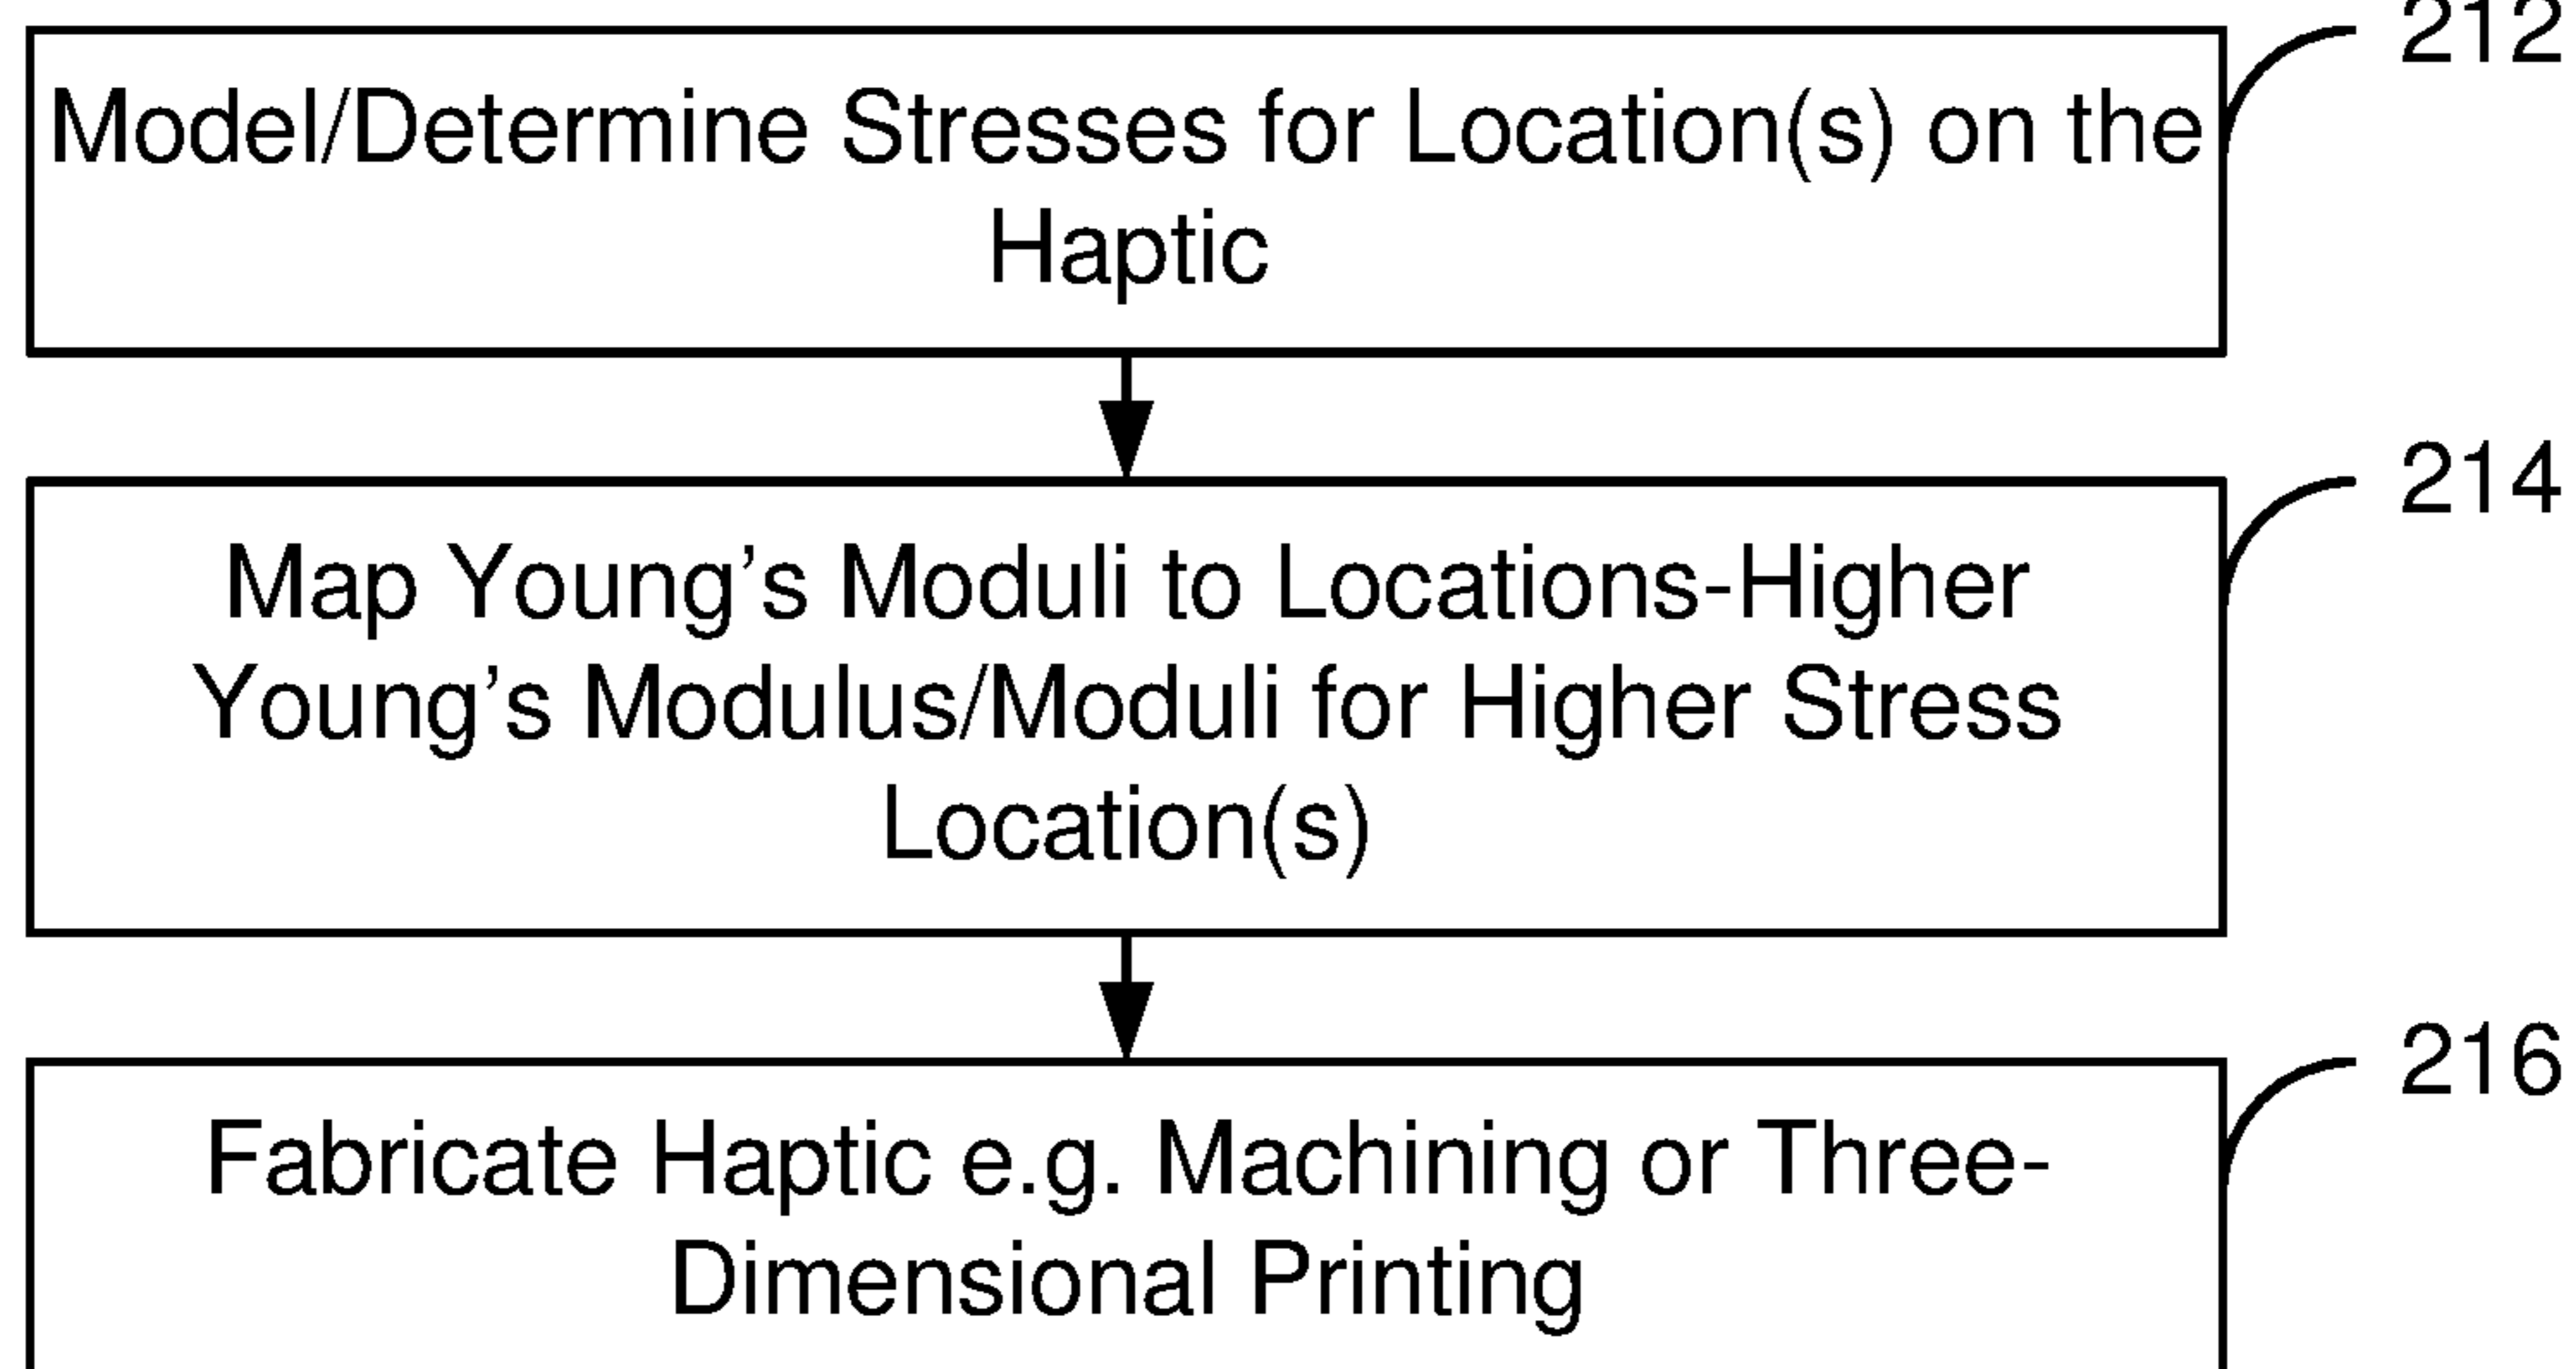 212
Model/Determine Stresses for Location(s) on the
Haptic
214
Map Young’s Moduli to Locations-Higher
Young’s Modulus/Moduli for Higher Stress
Location(s)
216
Fabricate Haptic e.g. Machining or Three-
Dimensional Printing